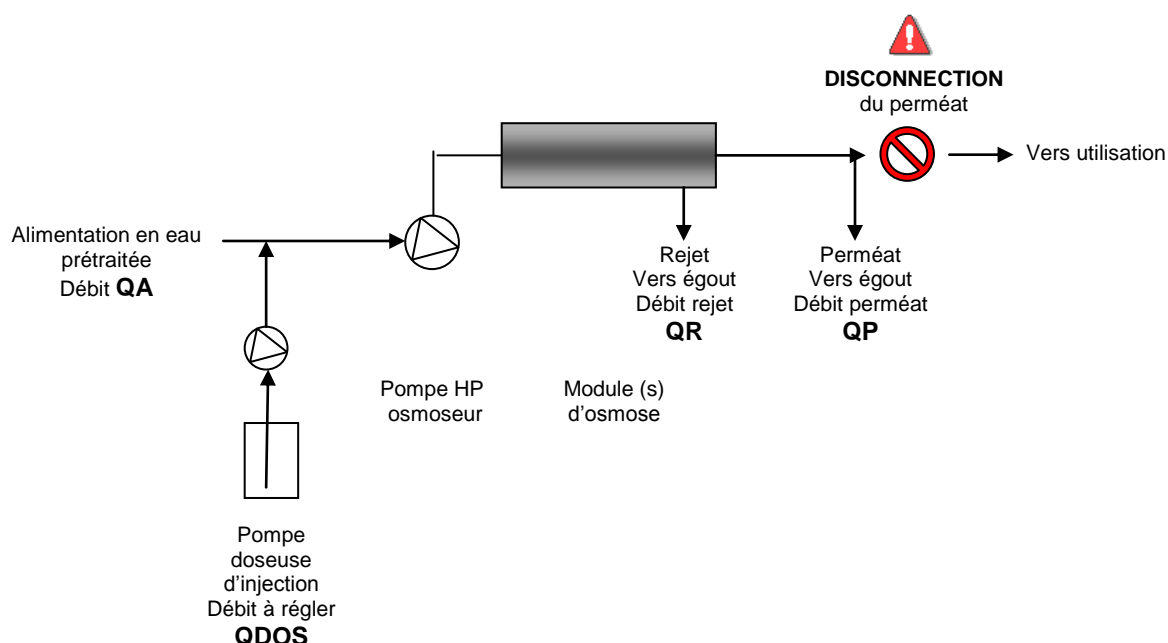 DISCONNECTION
du perméat
Vers utilisation
Alimentation en eau
prétraitée
Débit QA
Rejet
Vers égout
Débit rejet
QR
Perméat
Vers égout
Débit perméat
QP
Pompe HP
osmoseur
Module (s)
d'osmose
Pompe
doseuse
d'injection
Débit à régler
QDOS